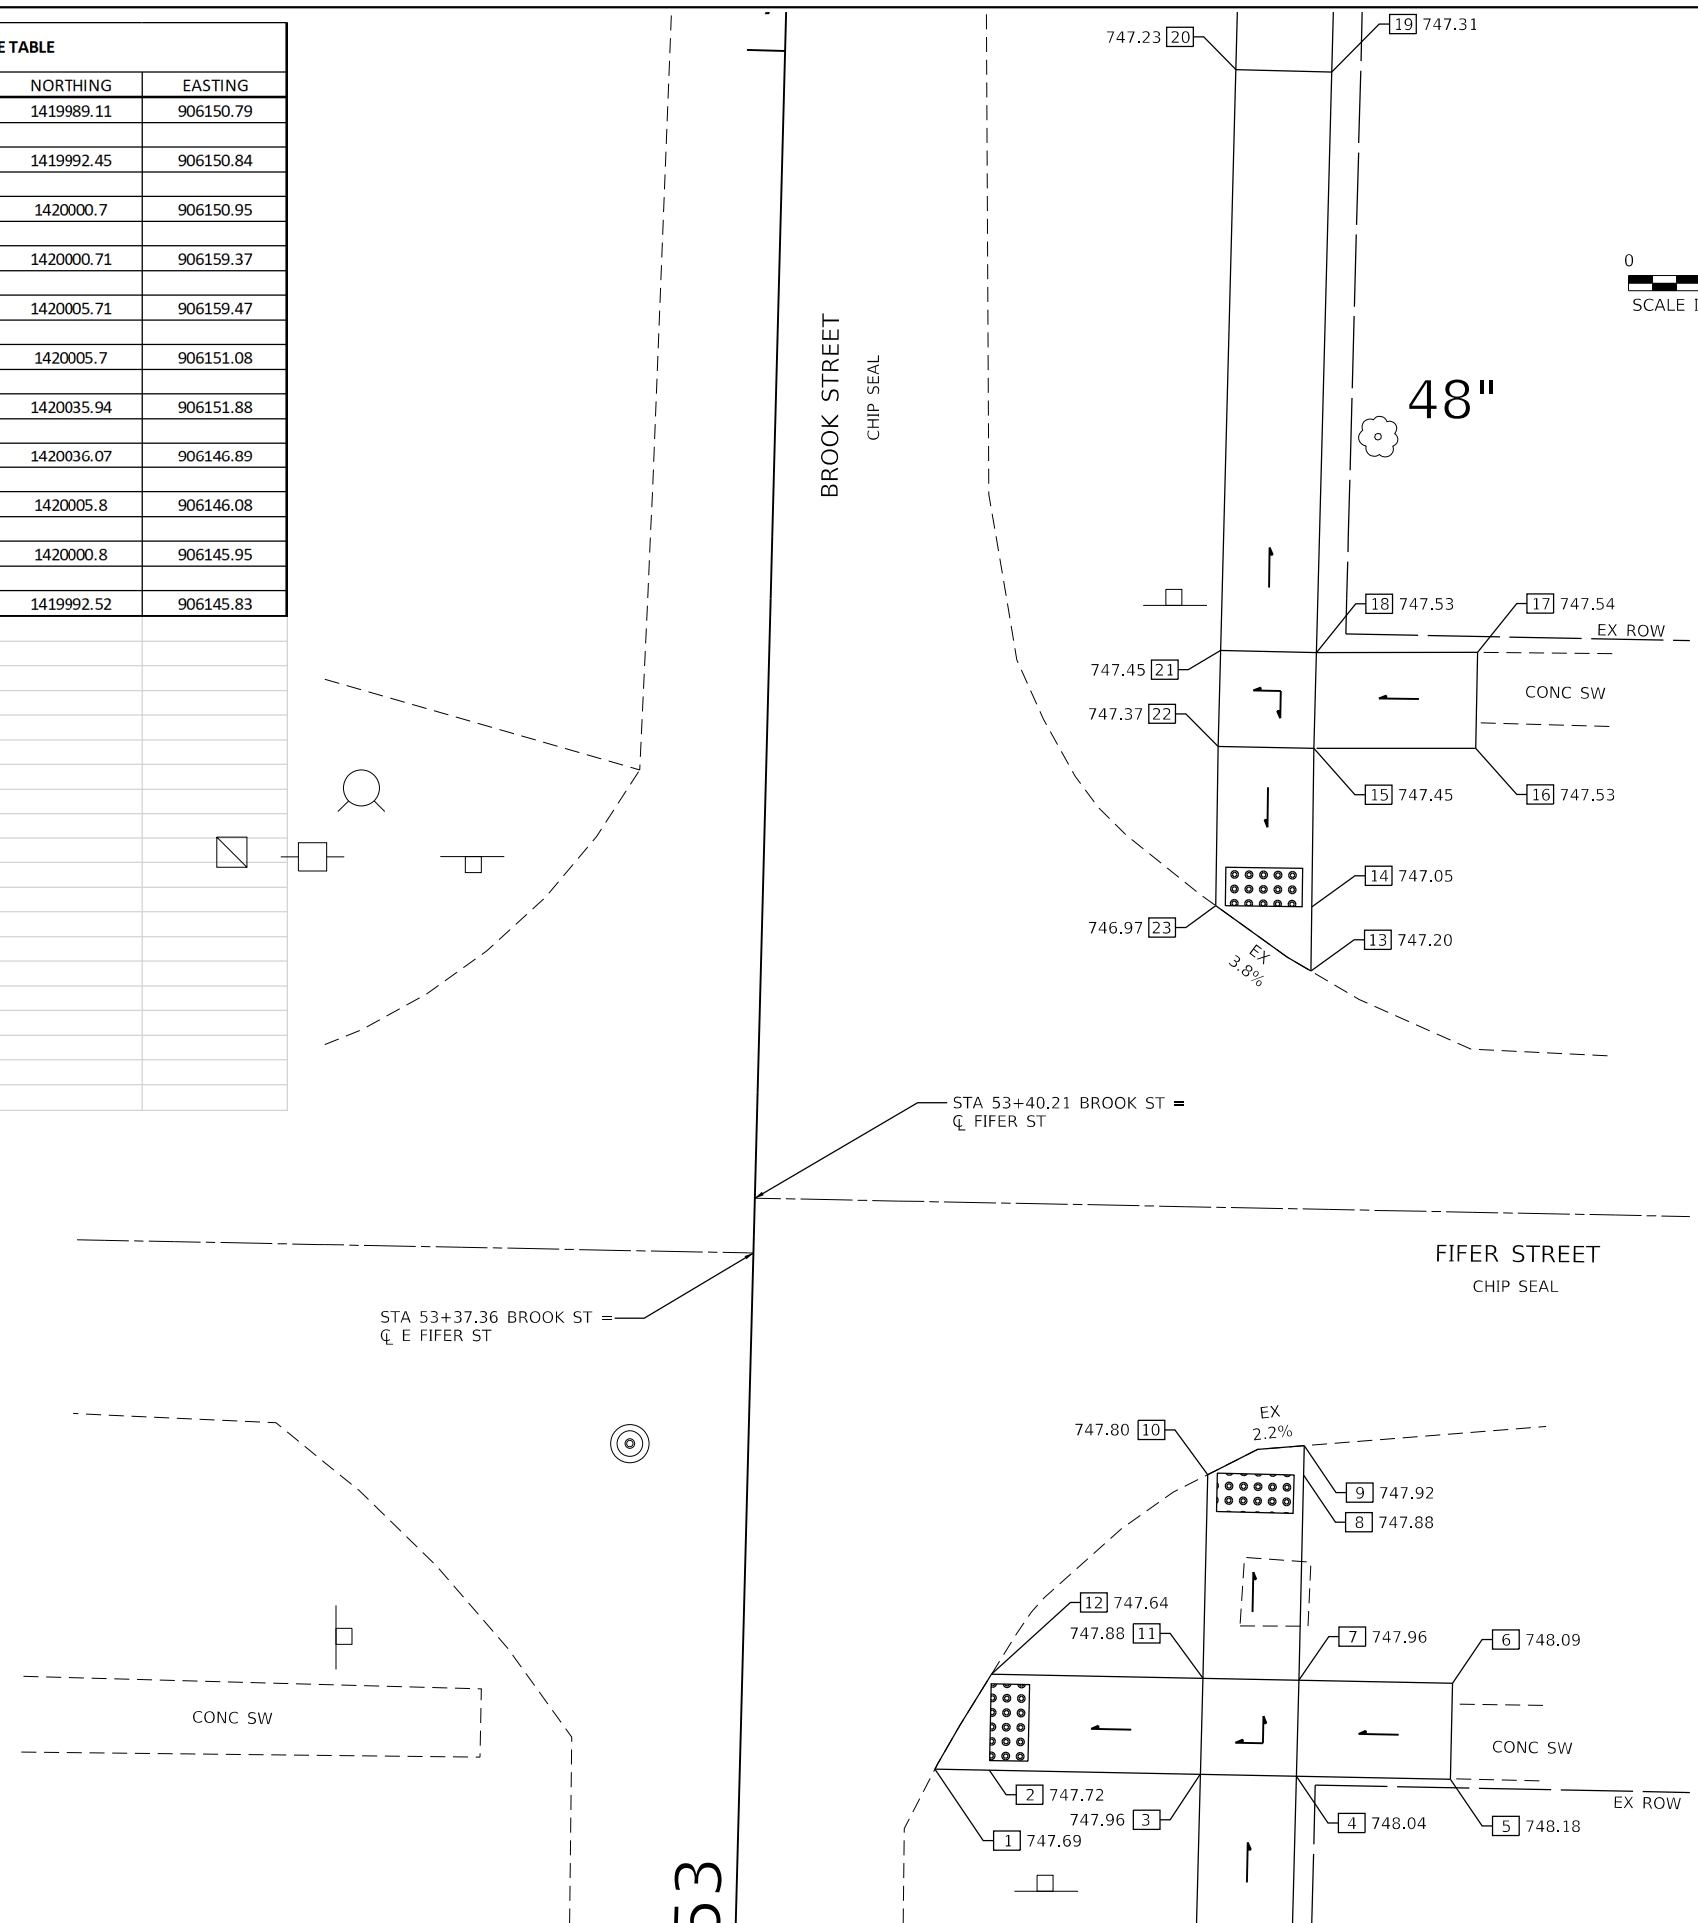 E TABLE
NORTHING EASTING
1419989.11 906150.79
1419992.45 906150.84
1420000.7 906150.95
1420000.71 906159.37
1420005.71 906159.47
1420005.7 906151.08
1420035.94 906151.88
1420036.07 906146.89
1420005.8 906146.08
1420000.8 906145.95
1419992.52 906145.83
747.23 20
19 747.31
0
SCALE I
BROOK STREET
CHIP SEAL
48"
18 747.53
17 747.54
EX ROW
747.45 21
CONC SW
747.37 22
15 747.45
16 747.53
14 747.05
746.97 23
13 747.20
EX
3.8%
STA 53+40.21 BROOK ST =
℄ FIFER ST
FIFER STREET
CHIP SEAL
STA 53+37.36 BROOK ST =
℄ E FIFER ST
EX
2.2%
747.80 10
9 747.92
8 747.88
12 747.64
747.88 11
7 747.96
6 748.09
CONC SW
CONC SW
2 747.72
747.96 3
4 748.04
5 748.18
EX ROW
1 747.69
53